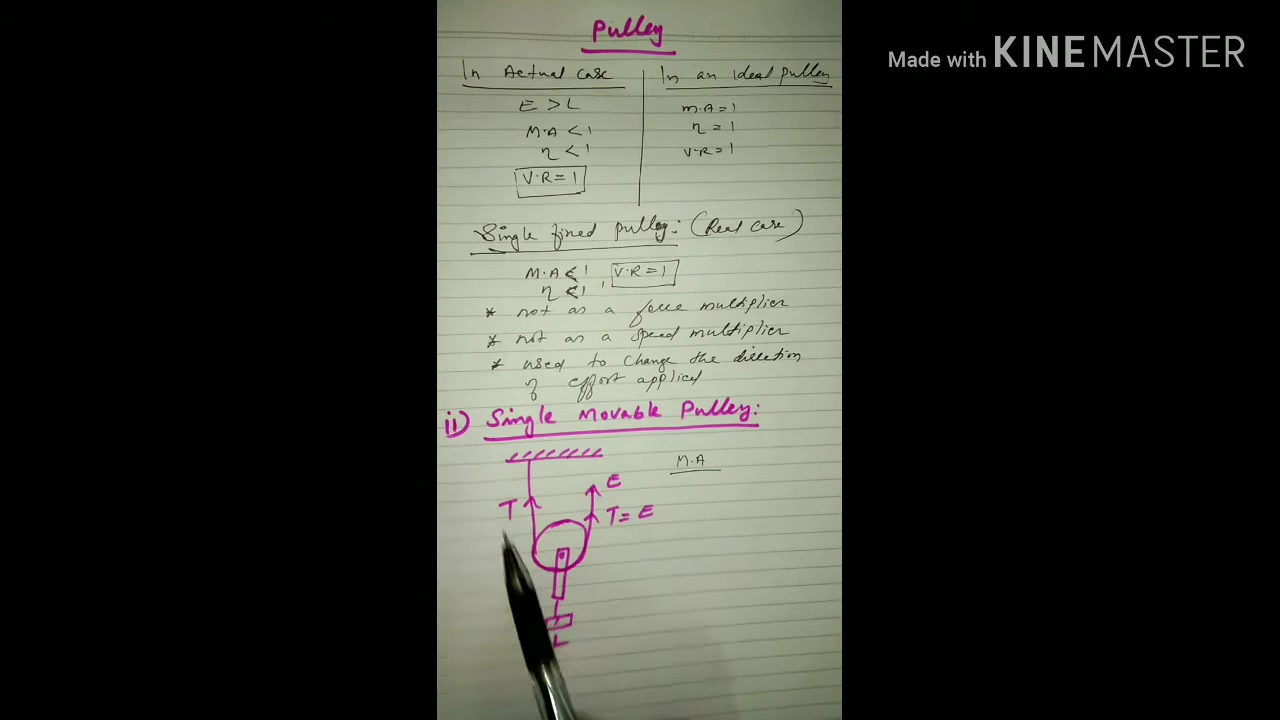 Pulley
In Actual case
E > L
M.A < 1
η < 1
V.R = 1
In an ideal pulley
M.A = 1
η = 1
V.R = 1
Single fixed pulley: (Real case)
M.A < 1, V.R = 1
η < 1
* not as a force multiplier
* not as a speed multiplier
* used to change the direction
of effort applied
ii) Single Movable Pulley:
M.A
E
T
T = E
L
Made with KINEMASTER